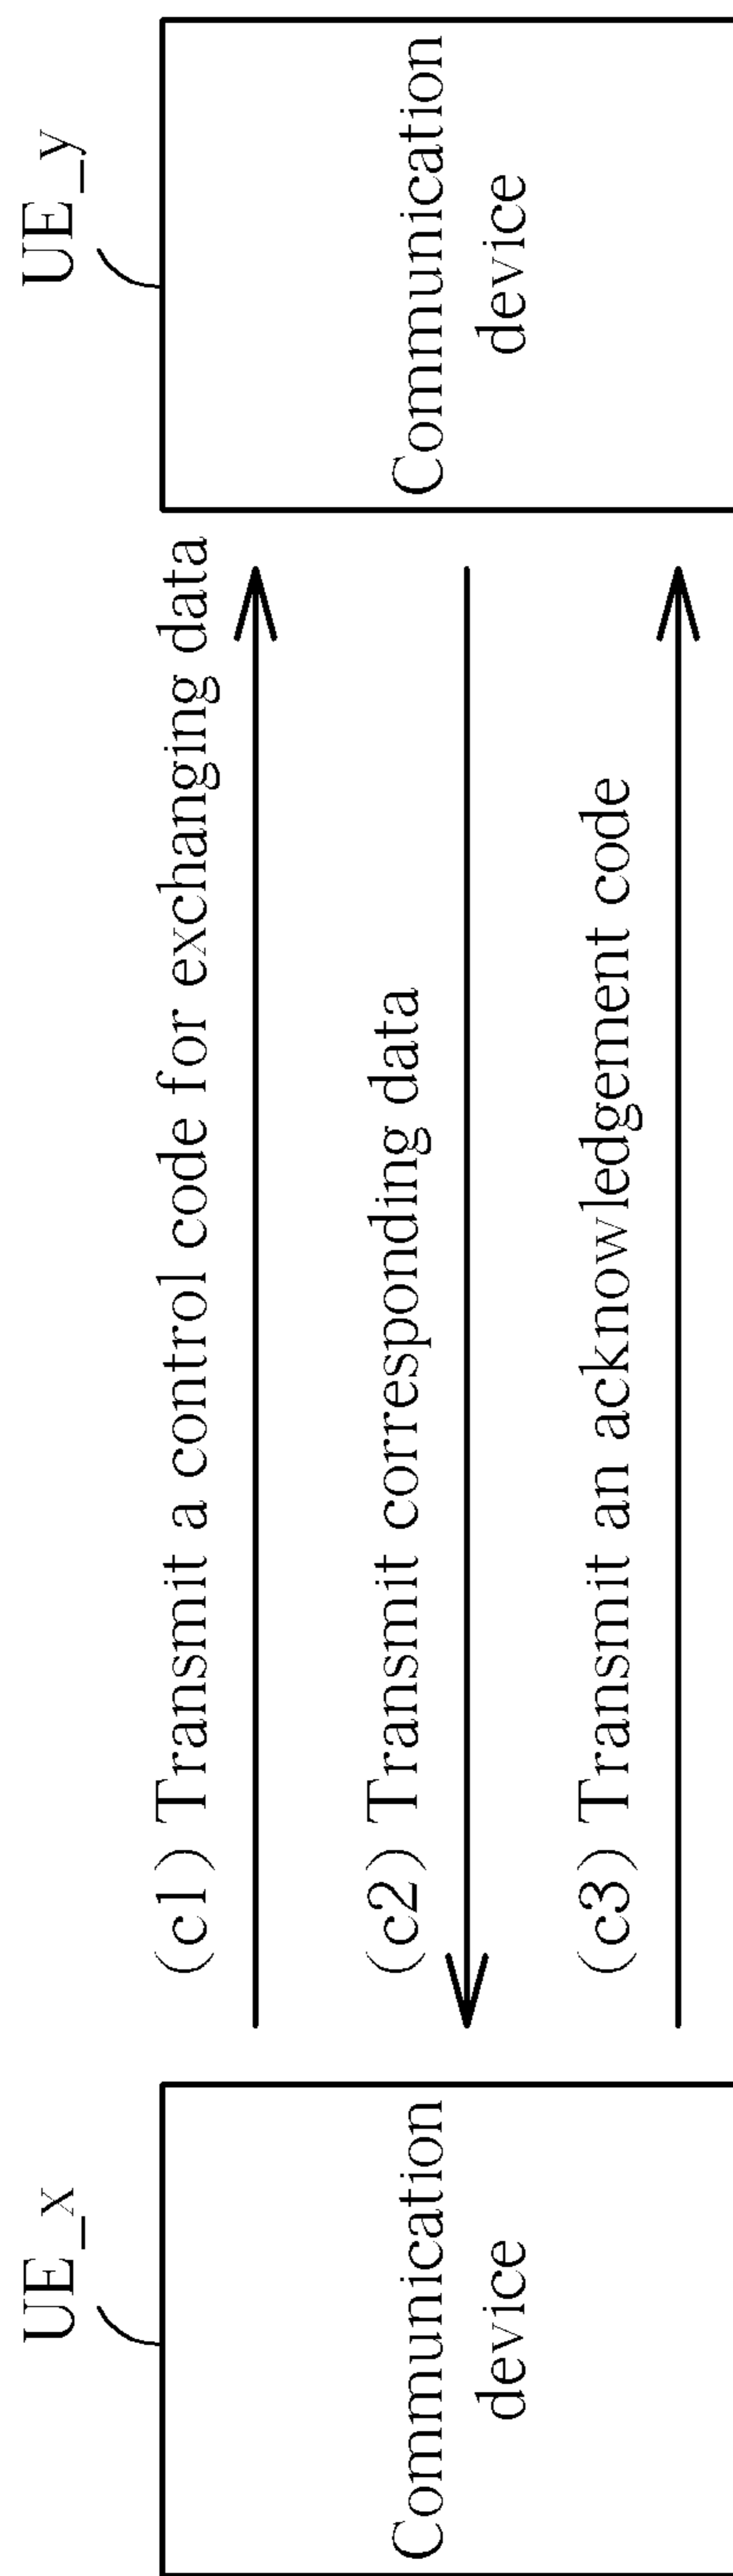 UE_x
UE_y
Communication
device
(c1) Transmit a control code for exchanging data
(c2) Transmit corresponding data
(c3) Transmit an acknowledgement code
Communication
device